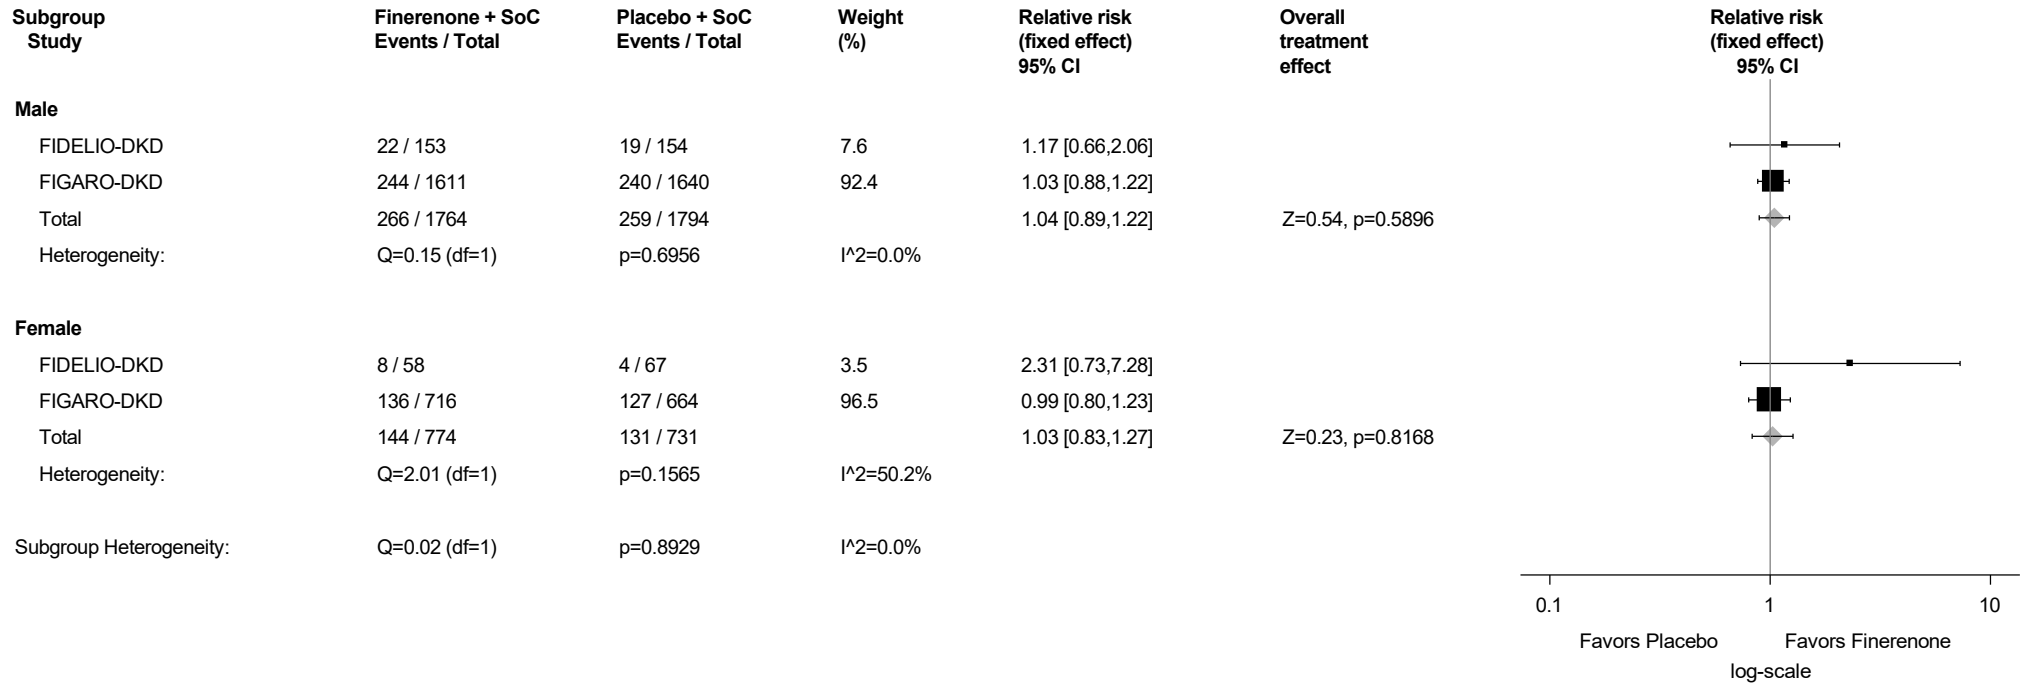 Subgroup Finerenone + SoC Placebo + SoC Weight Relative risk Overall Relative risk
Study Events / Total Events / Total (%) (fixed effect) treatment (fixed effect)
95% CI effect 95% CI
Male
FIDELIO-DKD 22 / 153 19 / 154 7.6 1.17 [0.66,2.06]
FIGARO-DKD 244 / 1611 240 / 1640 92.4 1.03 [0.88,1.22]
Total 266 / 1764 259 / 1794 1.04 [0.89,1.22] Z=0.54, p=0.5896
Heterogeneity: Q=0.15 (df=1) p=0.6956 I^2=0.0%
Female
FIDELIO-DKD 8 / 58 4 / 67 3.5 2.31 [0.73,7.28]
FIGARO-DKD 136 / 716 127 / 664 96.5 0.99 [0.80,1.23]
Total 144 / 774 131 / 731 1.03 [0.83,1.27] Z=0.23, p=0.8168
Heterogeneity: Q=2.01 (df=1) p=0.1565 I^2=50.2%
Subgroup Heterogeneity: Q=0.02 (df=1) p=0.8929 I^2=0.0%
0.1 1 10
Favors Placebo Favors Finerenone
log-scale